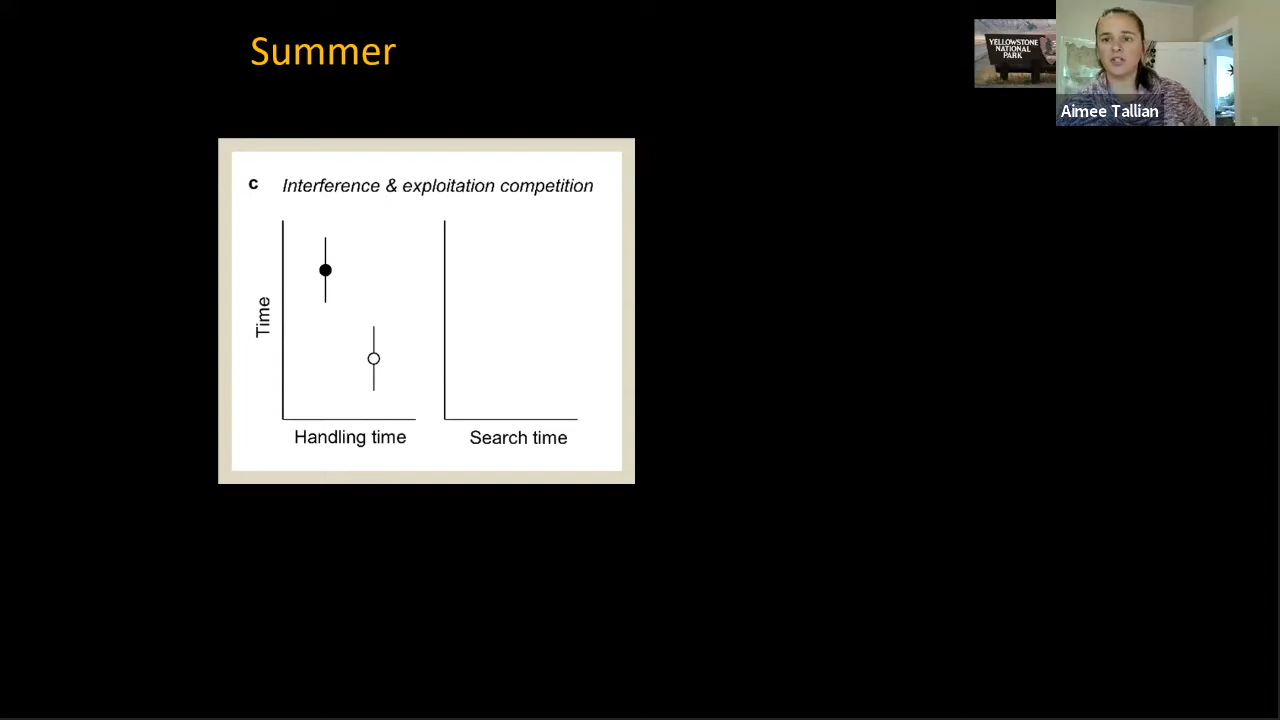 Summer
YELLOWSTONE
NATIONAL
PARK
Aimee Tallian
c Interference & exploitation competition
Time
Handling time
Search time